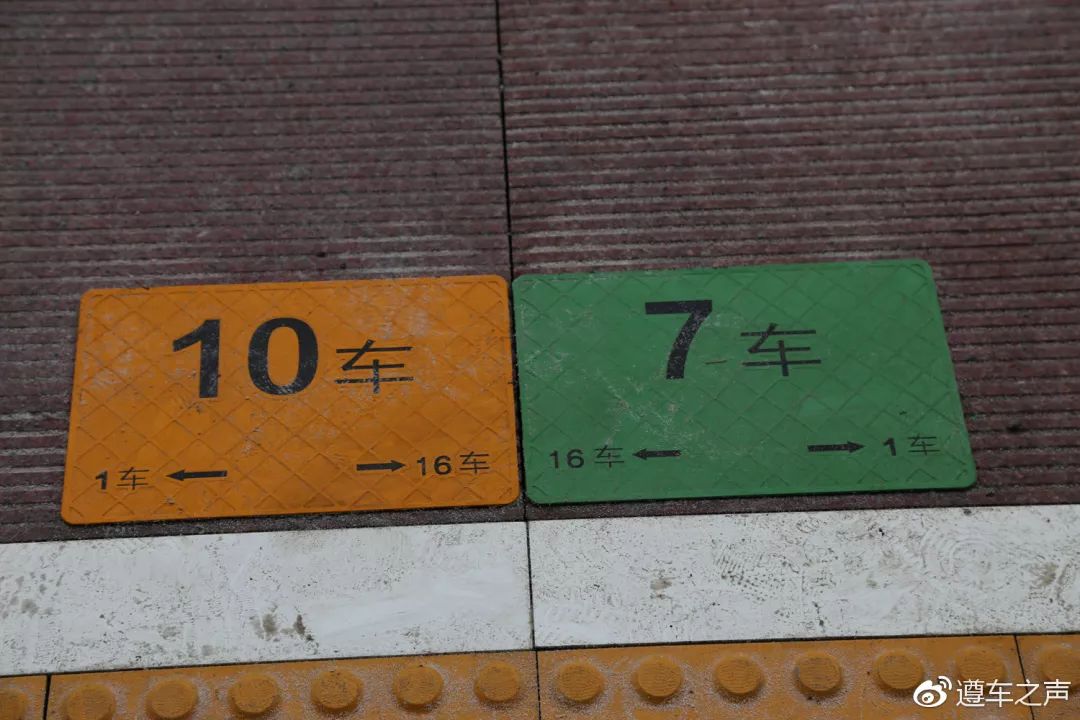 10车
1车 ← → 16车
7车
16车 ← → 1车
遵车之声